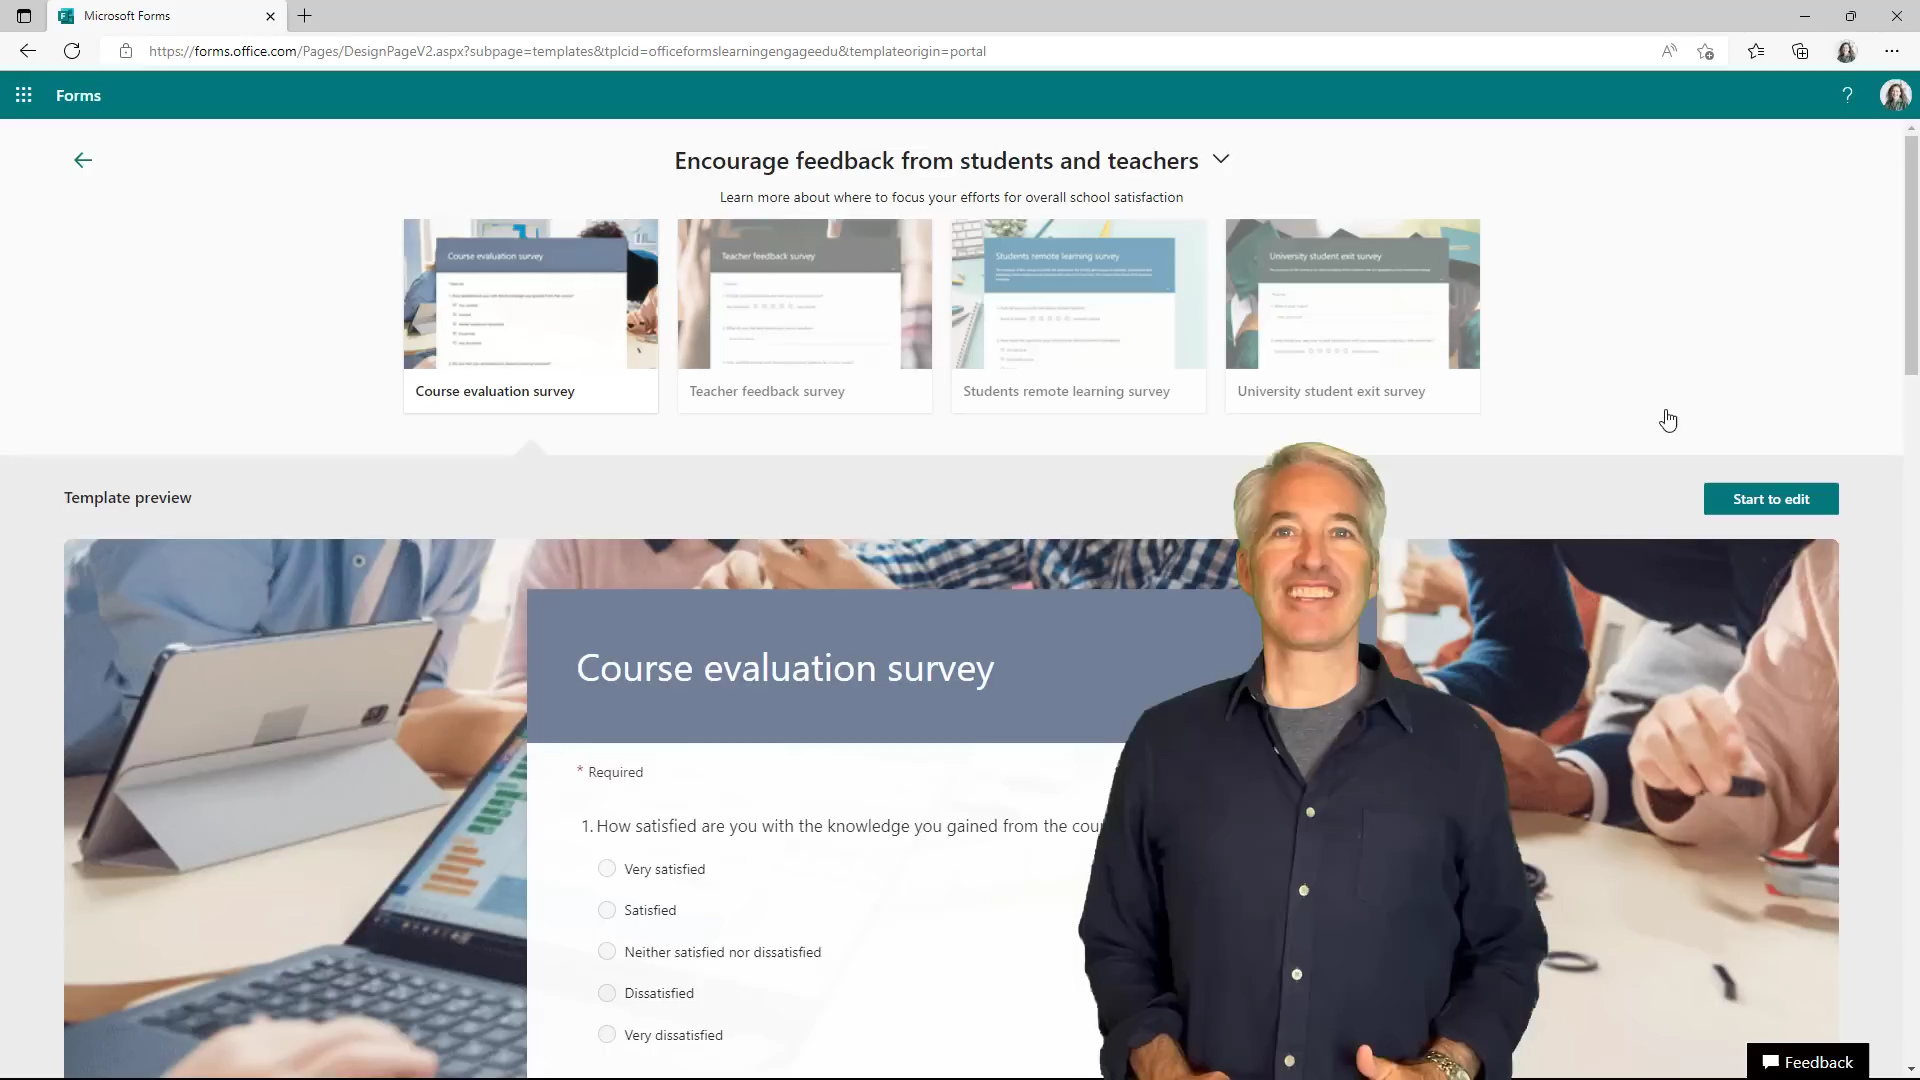 Microsoft Forms
https://forms.office.com/Pages/DesignPageV2.aspx?subpage=templates&tplcid=officeformslearningengageedu&templateorigin=portal
Forms
?
Encourage feedback from students and teachers
Learn more about where to focus your efforts for overall school satisfaction
Course evaluation survey
Teacher feedback survey
Students remote learning survey
University student exit survey
Course evaluation survey
Teacher feedback survey
Students remote learning survey
University student exit survey
Template preview
Start to edit
Course evaluation survey
* Required
1. How satisfied are you with the knowledge you gained from the cou
Very satisfied
Satisfied
Neither satisfied nor dissatisfied
Dissatisfied
Very dissatisfied
Feedback